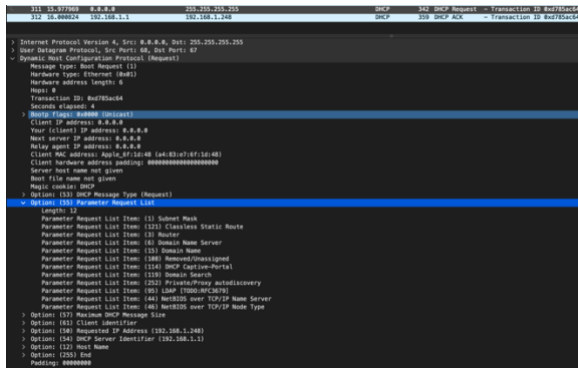 311 15.977969 0.0.0.0 255.255.255.255 DHCP 342 DHCP Request - Transaction ID 0xd785ac64
312 16.000824 192.168.1.1 192.168.1.248 DHCP 359 DHCP ACK - Transaction ID 0xd785ac64
Internet Protocol Version 4, Src: 0.0.0.0, Dst: 255.255.255.255
User Datagram Protocol, Src Port: 68, Dst Port: 67
Dynamic Host Configuration Protocol (Request)
Message type: Boot Request (1)
Hardware type: Ethernet (0x01)
Hardware address length: 6
Hops: 0
Transaction ID: 0xd785ac64
Seconds elapsed: 4
Bootp flags: 0x0000 (Unicast)
Client IP address: 0.0.0.0
Your (client) IP address: 0.0.0.0
Next server IP address: 0.0.0.0
Relay agent IP address: 0.0.0.0
Client MAC address: Apple_6f:1d:48 (a4:83:e7:6f:1d:48)
Client hardware address padding: 00000000000000000000
Server host name not given
Boot file name not given
Magic cookie: DHCP
Option: (53) DHCP Message Type (Request)
Option: (55) Parameter Request List
Length: 12
Parameter Request List Item: (1) Subnet Mask
Parameter Request List Item: (121) Classless Static Route
Parameter Request List Item: (3) Router
Parameter Request List Item: (6) Domain Name Server
Parameter Request List Item: (15) Domain Name
Parameter Request List Item: (108) Removed/Unassigned
Parameter Request List Item: (114) DHCP Captive-Portal
Parameter Request List Item: (119) Domain Search
Parameter Request List Item: (252) Private/Proxy autodiscovery
Parameter Request List Item: (95) LDAP [TODO:RFC3679]
Parameter Request List Item: (44) NetBIOS over TCP/IP Name Server
Parameter Request List Item: (46) NetBIOS over TCP/IP Node Type
Option: (57) Maximum DHCP Message Size
Option: (61) Client identifier
Option: (50) Requested IP Address (192.168.1.248)
Option: (54) DHCP Server Identifier (192.168.1.1)
Option: (12) Host Name
Option: (255) End
Padding: 00000000